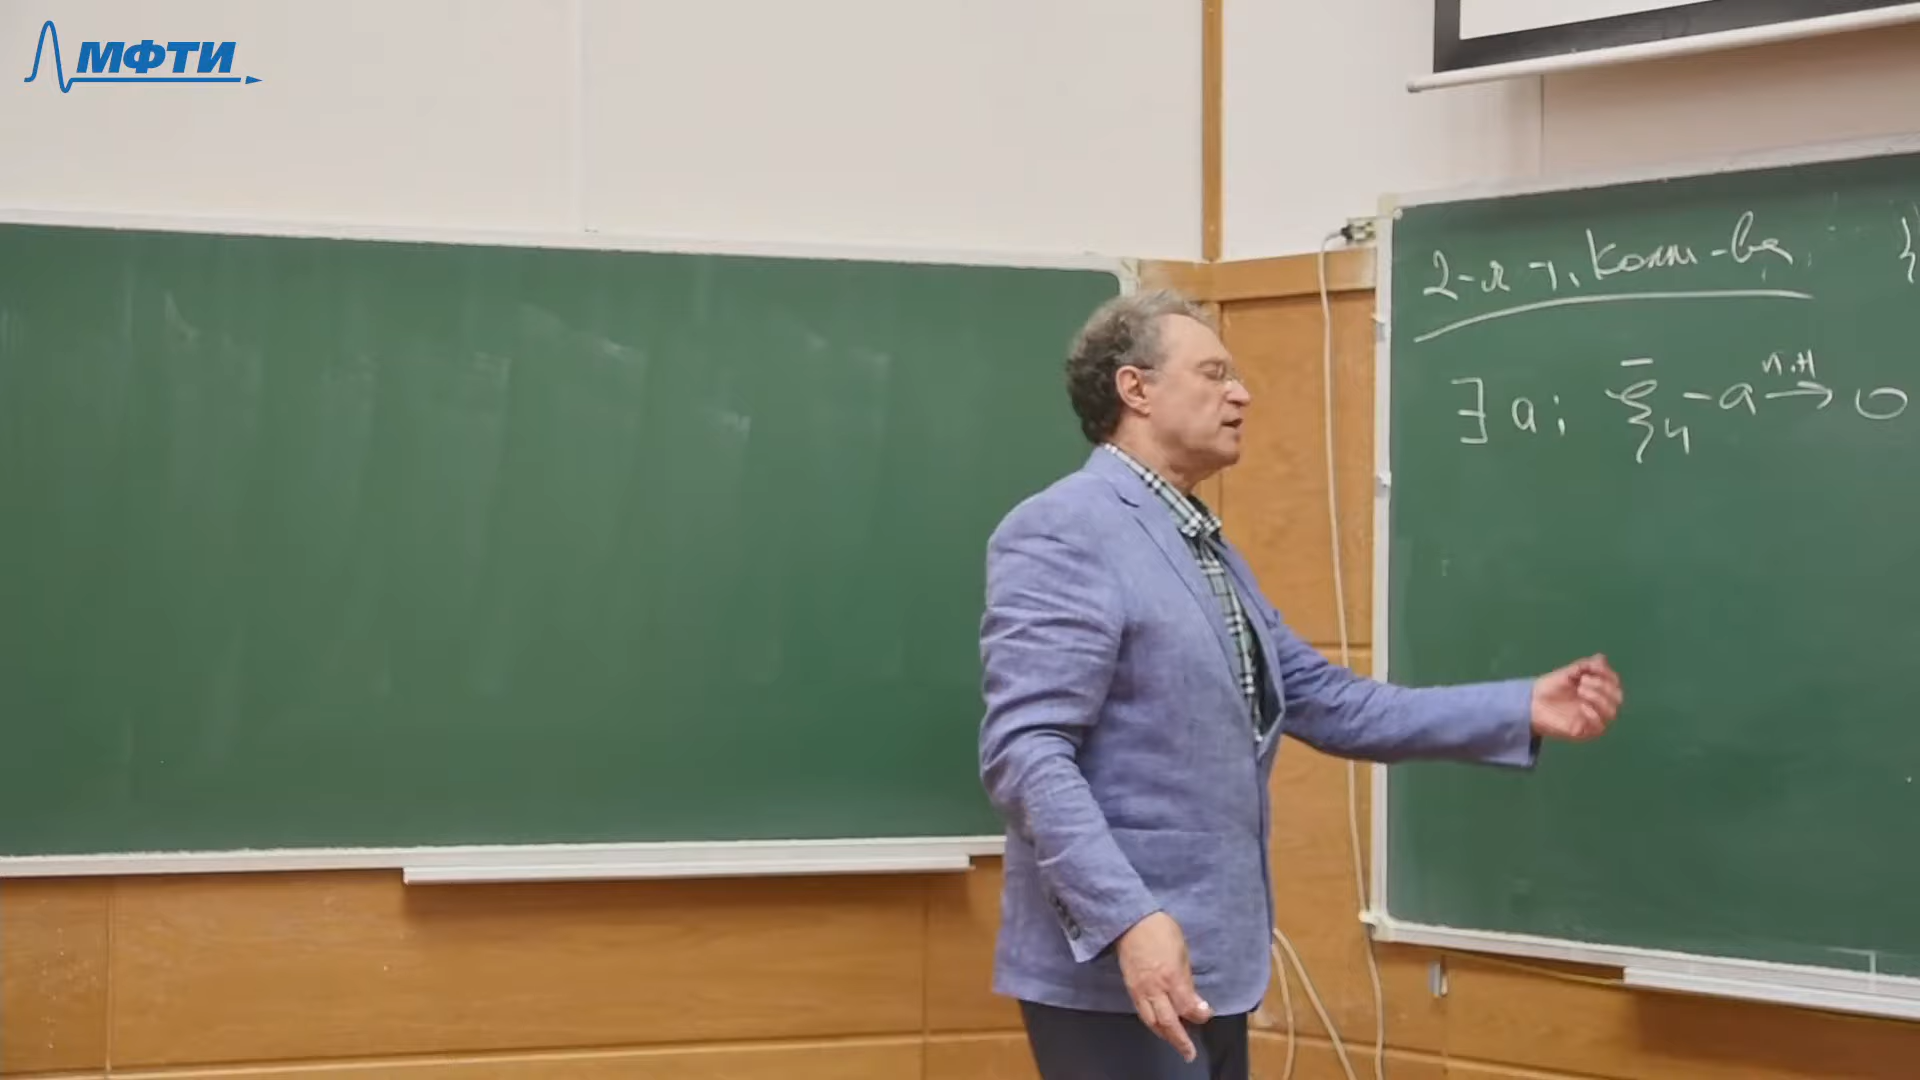 МФТИ
2-я т. Колм-ва.
∃ a: ξ̄ₙ - a п.н → 0